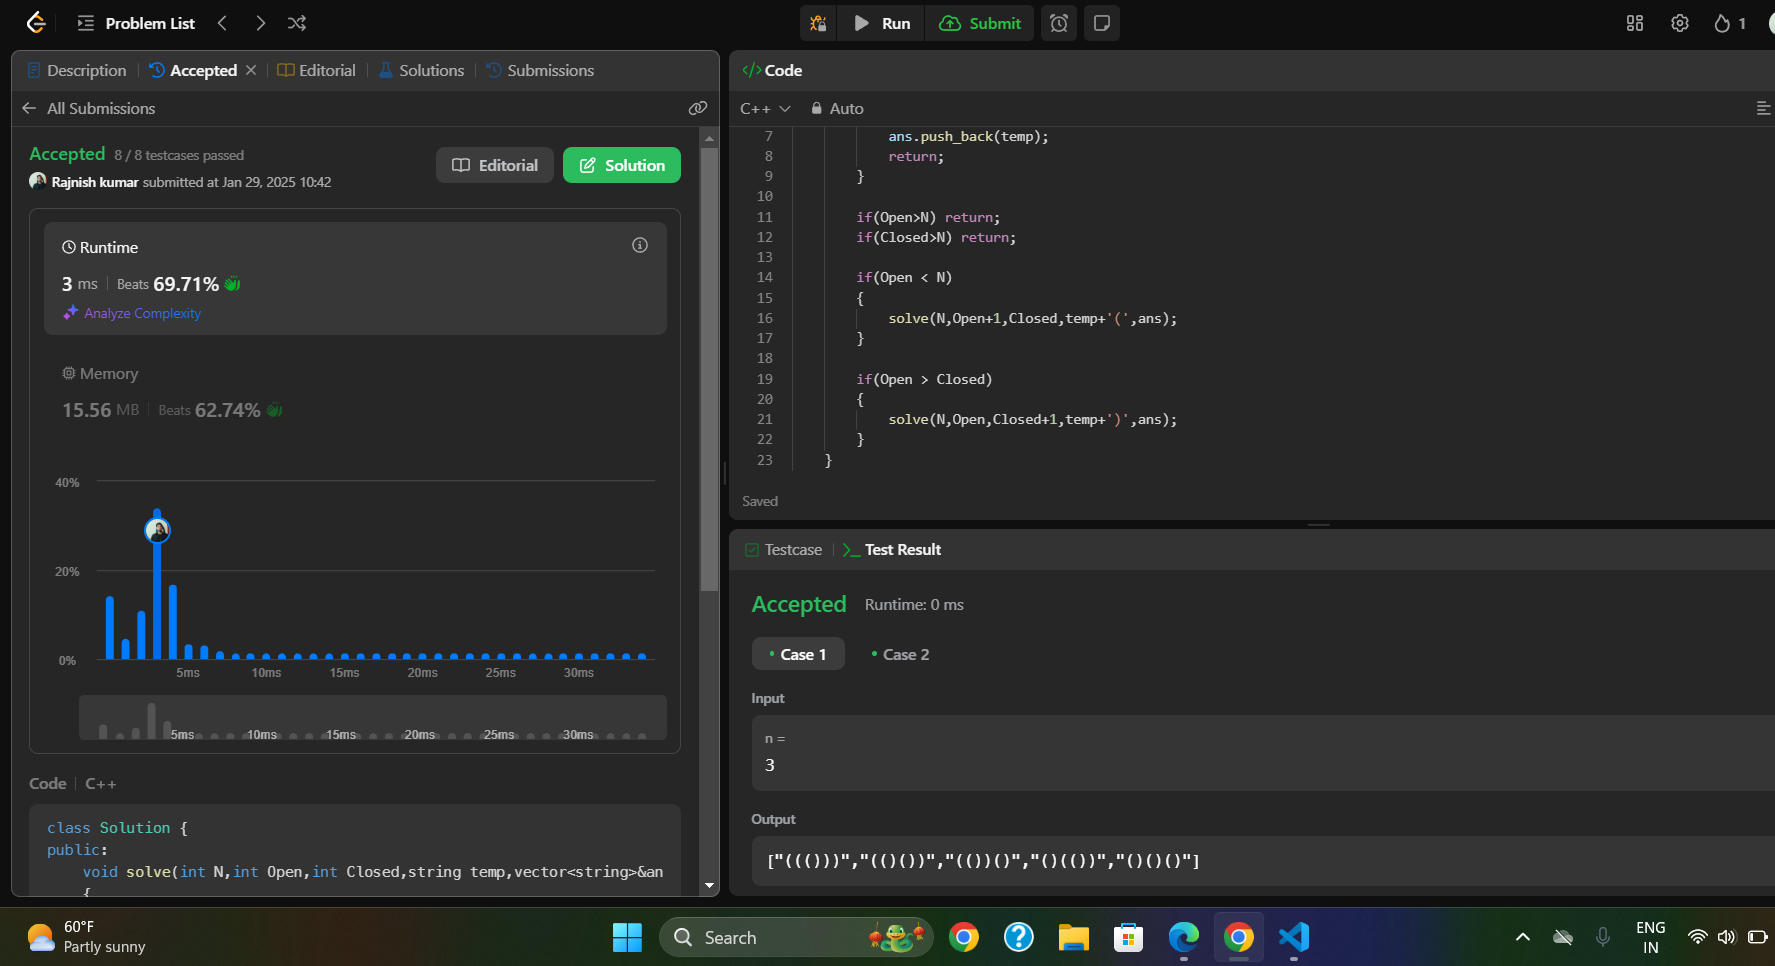 Problem List
Run
Submit
1
Description
Accepted
Editorial
Solutions
Submissions
All Submissions
Accepted 8 / 8 testcases passed
Rajnish kumar submitted at Jan 29, 2025 10:42
Editorial
Solution
Runtime
3 ms Beats 69.71%
Analyze Complexity
Memory
15.56 MB Beats 62.74%
40%
20%
0%
5ms 10ms 15ms 20ms 25ms 30ms
5ms 10ms 15ms 20ms 25ms 30ms
Code C++
class Solution {
public:
void solve(int N,int Open,int Closed,string temp,vector<string>&an
{
</> Code
C++ Auto
7 ans.push_back(temp);
8 return;
9 }
10
11 if(Open>N) return;
12 if(Closed>N) return;
13
14 if(Open < N)
15 {
16 solve(N,Open+1,Closed,temp+'(',ans);
17 }
18
19 if(Open > Closed)
20 {
21 solve(N,Open,Closed+1,temp+')',ans);
22 }
23 }
Saved
Testcase
Test Result
Accepted Runtime: 0 ms
Case 1 Case 2
Input
n =
3
Output
["((()))","(()())","(())()","()(())","()()()"]
60°F
Partly sunny
Search
ENG
IN